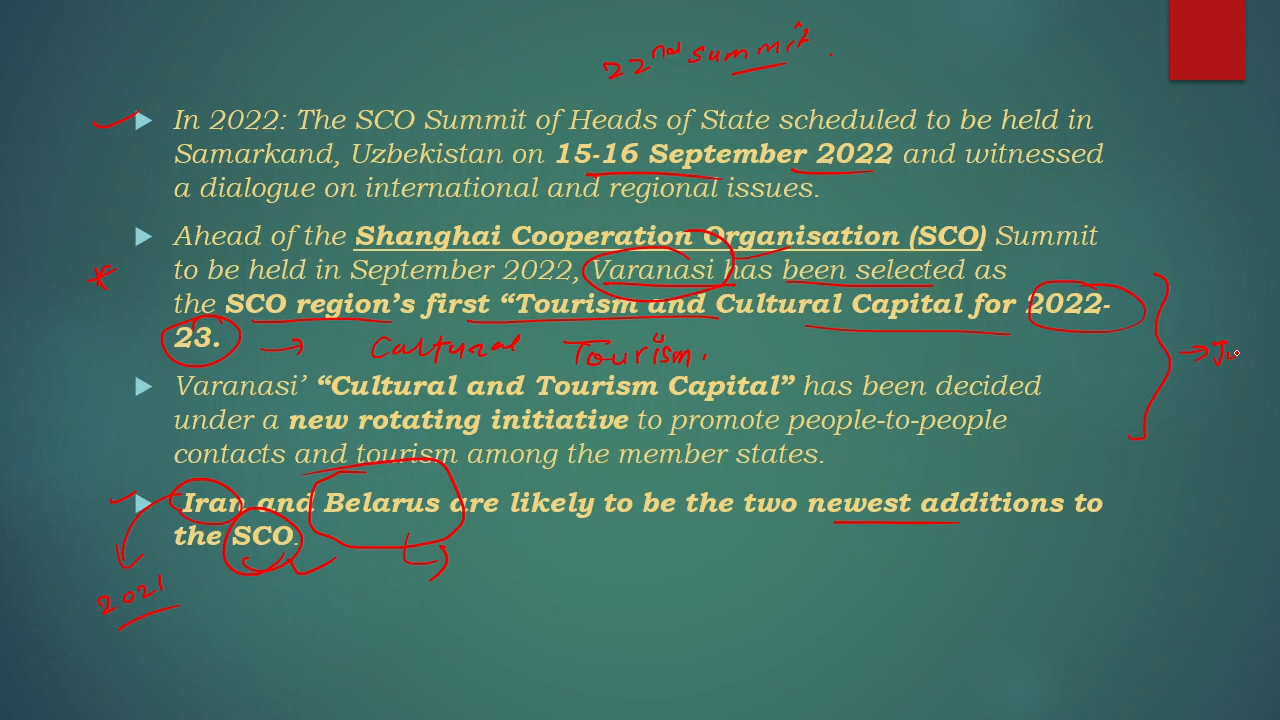 22nd summit.
In 2022: The SCO Summit of Heads of State scheduled to be held in
Samarkand, Uzbekistan on 15-16 September 2022 and witnessed
a dialogue on international and regional issues.
Ahead of the Shanghai Cooperation Organisation (SCO) Summit
to be held in September 2022, Varanasi has been selected as
the SCO region's first “Tourism and Cultural Capital for 2022-
23.
Cultural Tourism.
Varanasi’ “Cultural and Tourism Capital” has been decided
under a new rotating initiative to promote people-to-people
contacts and tourism among the member states.
Iran and Belarus are likely to be the two newest additions to
the SCO.
2021